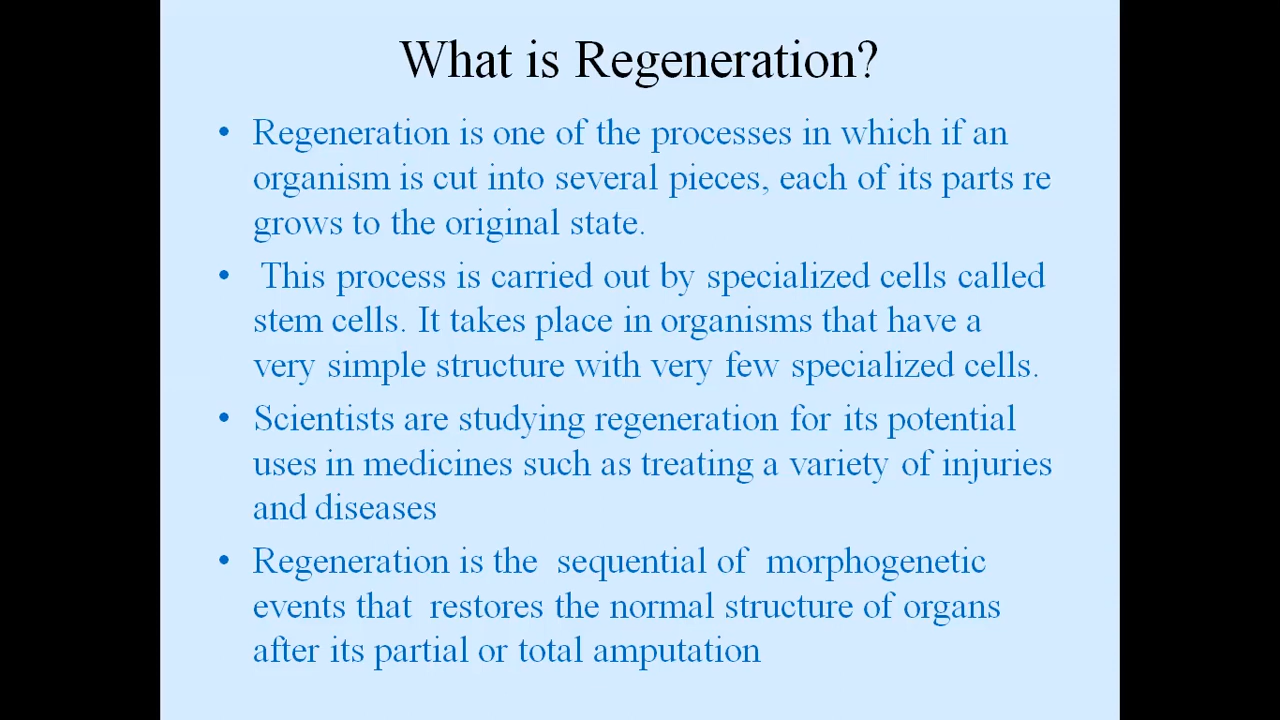 What is Regeneration?
• Regeneration is one of the processes in which if an
organism is cut into several pieces, each of its parts re
grows to the original state.
• This process is carried out by specialized cells called
stem cells. It takes place in organisms that have a
very simple structure with very few specialized cells.
• Scientists are studying regeneration for its potential
uses in medicines such as treating a variety of injuries
and diseases
• Regeneration is the sequential of morphogenetic
events that restores the normal structure of organs
after its partial or total amputation